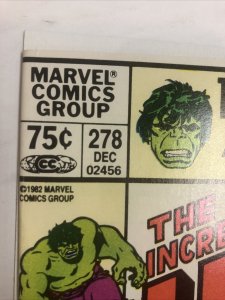 MARVEL®
COMICS
GROUP
75¢
278
DEC
02456
CC
©1982 MARVEL
COMICS GROUP
THE
INCRE